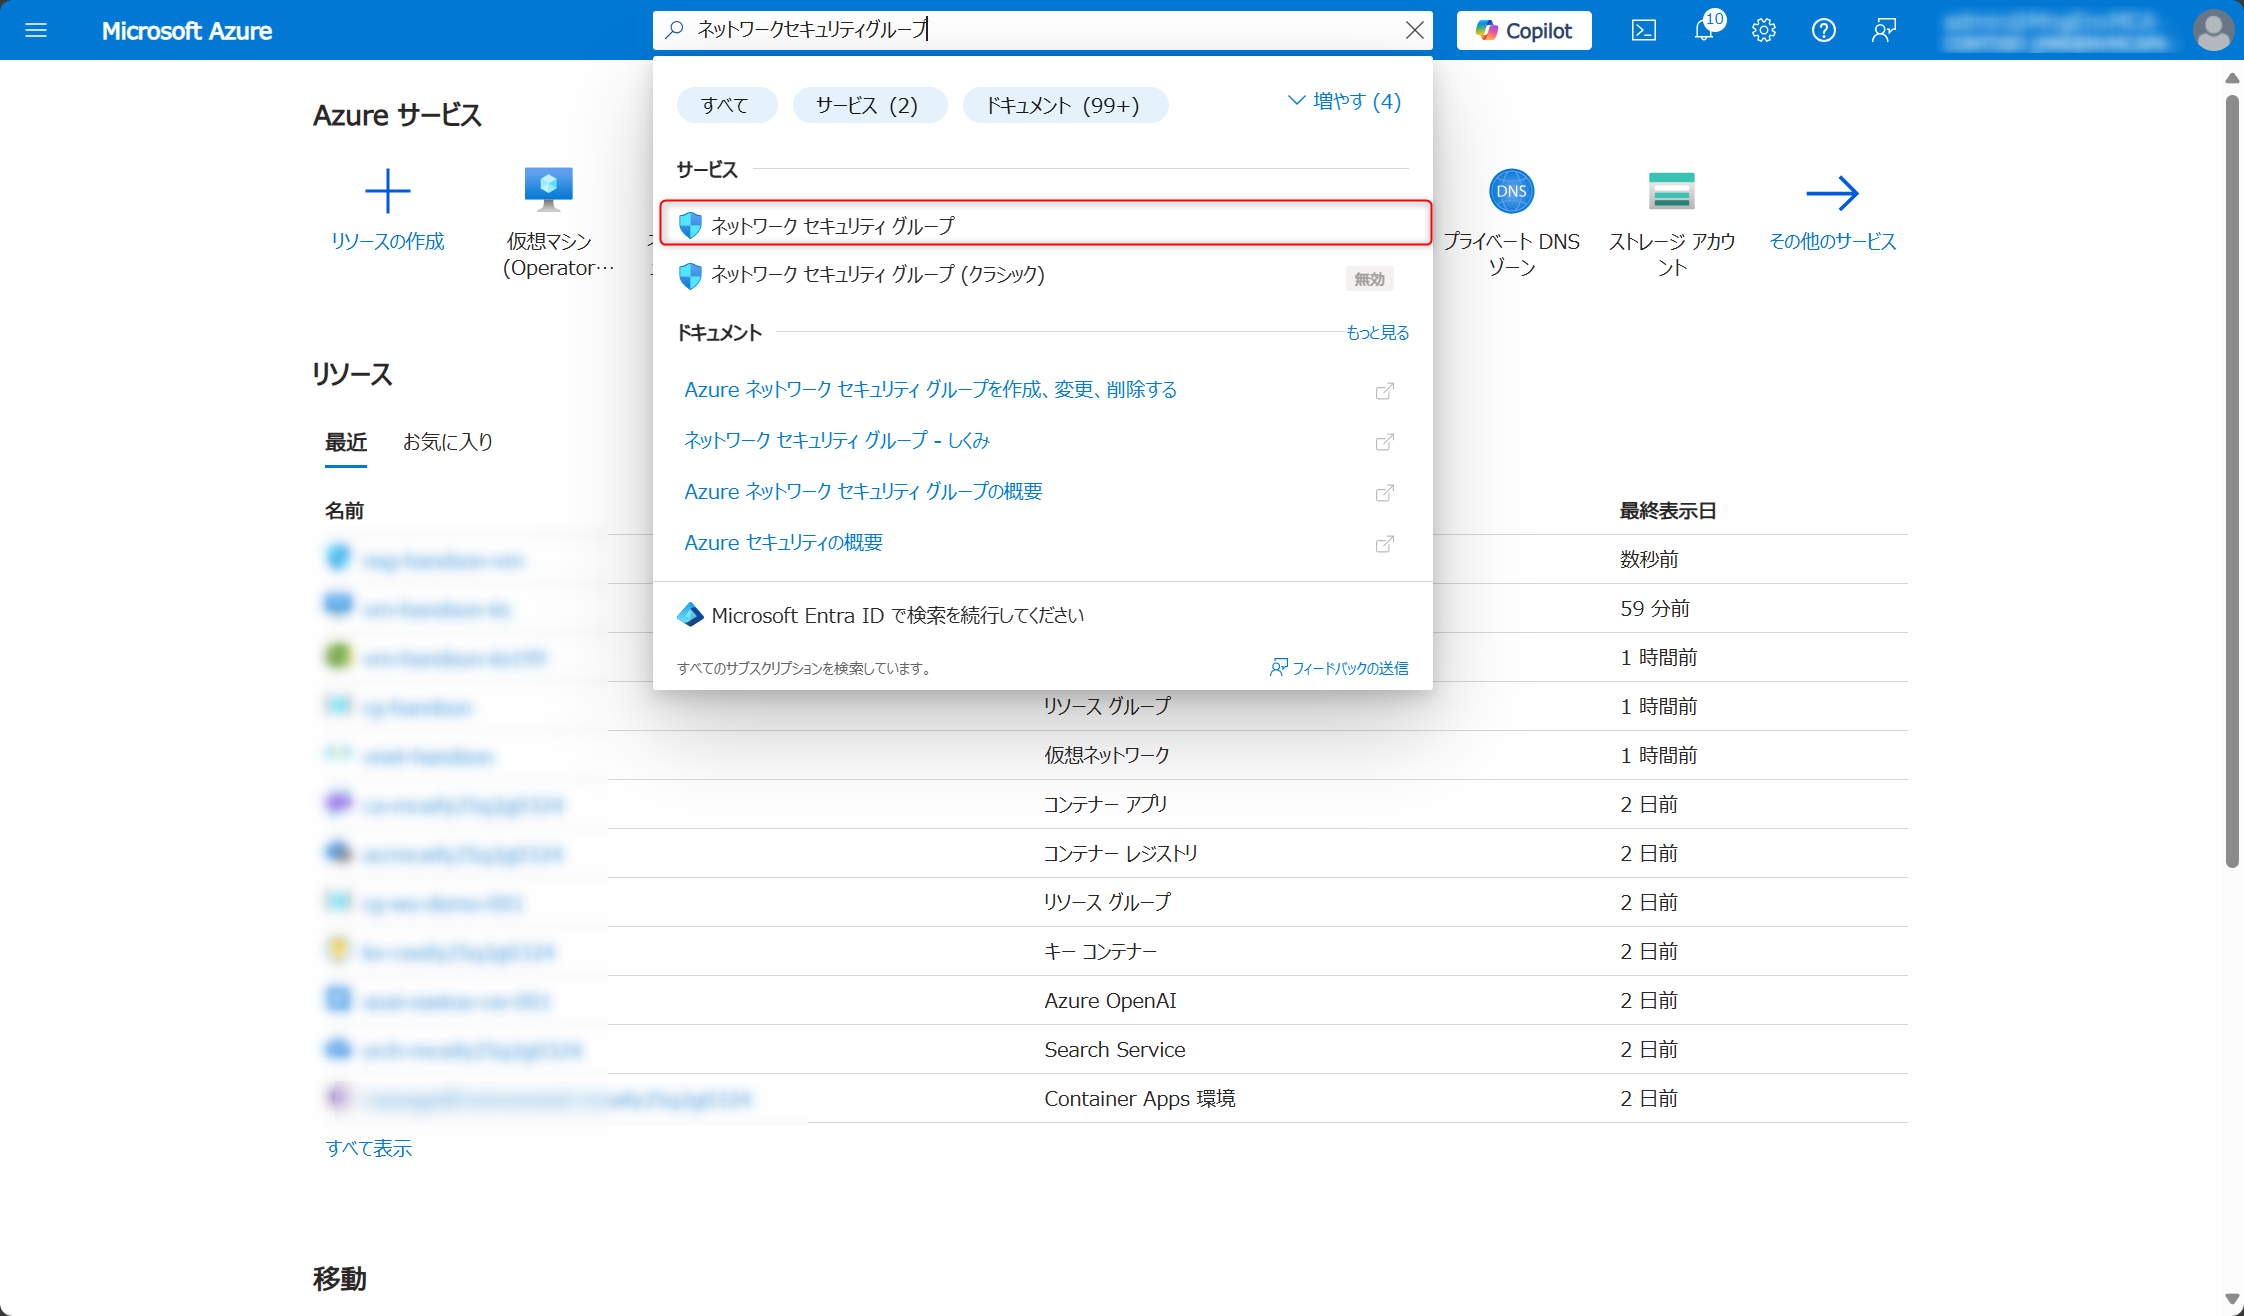 Microsoft Azure
ネットワークセキュリティグループ
Copilot
10
すべて
サービス (2)
ドキュメント (99+)
増やす (4)
サービス
ネットワーク セキュリティ グループ
ネットワーク セキュリティ グループ (クラシック)
無効
ドキュメント
もっと見る
Azure ネットワーク セキュリティ グループを作成、変更、削除する
ネットワーク セキュリティ グループ - しくみ
Azure ネットワーク セキュリティ グループの概要
Azure セキュリティの概要
Microsoft Entra ID で検索を続行してください
すべてのサブスクリプションを検索しています。
フィードバックの送信
Azure サービス
リソースの作成
仮想マシン
(Operator…
DNS
プライベート DNS
ゾーン
ストレージ アカウ
ント
その他のサービス
リソース
最近
お気に入り
名前
最終表示日
数秒前
59 分前
1 時間前
リソース グループ
1 時間前
仮想ネットワーク
1 時間前
コンテナー アプリ
2 日前
コンテナー レジストリ
2 日前
リソース グループ
2 日前
キー コンテナー
2 日前
Azure OpenAI
2 日前
Search Service
2 日前
Container Apps 環境
2 日前
すべて表示
移動